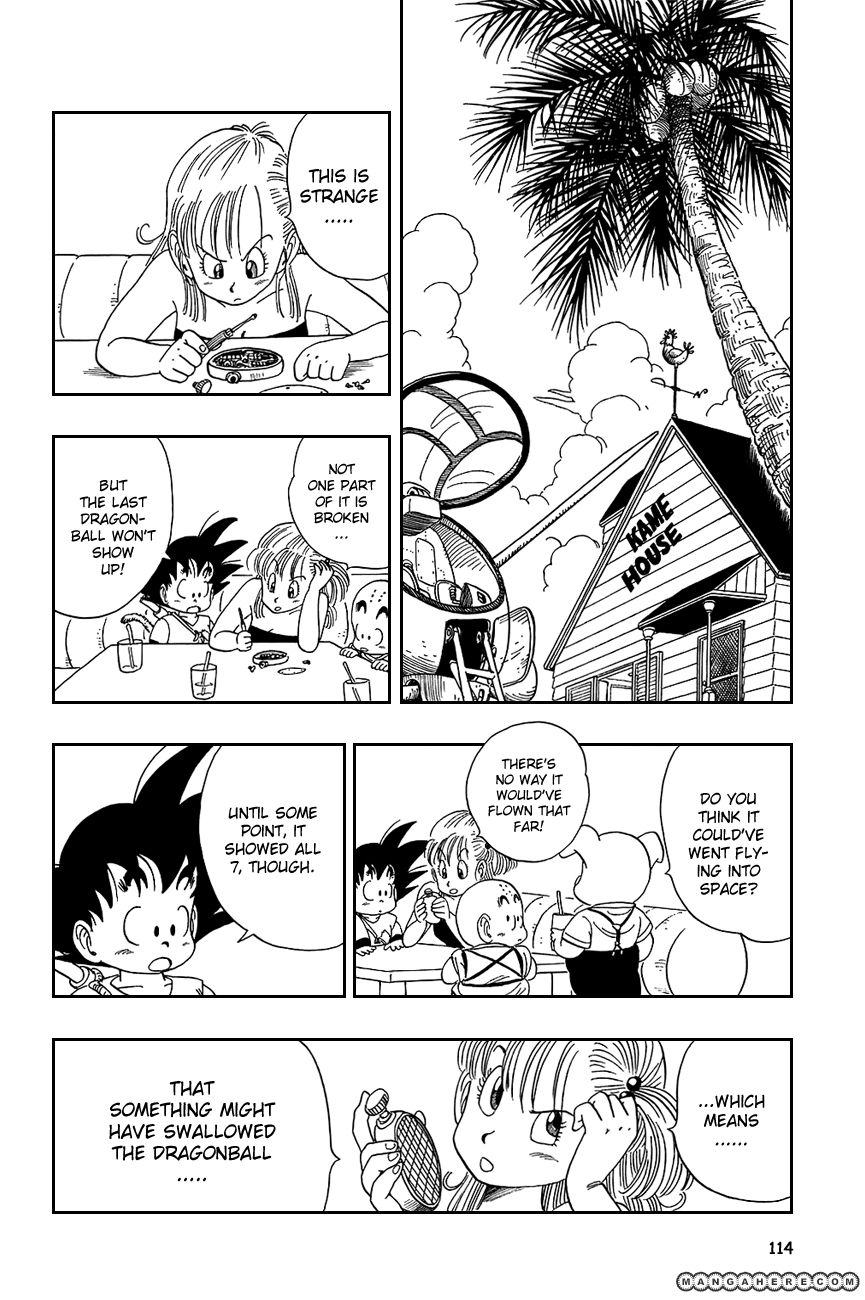 KAME
HOUSE
N
THIS IS
STRANGE
.....
NOT
ONE PART
OF IT IS
BROKEN
...
BUT
THE LAST
DRAGON-
BALL WON'T
SHOW
UP!
DO YOU
THINK IT
COULD'VE
WENT FLY-
ING INTO
SPACE?
THERE'S
NO WAY IT
WOULD'VE
FLOWN THAT
FAR!
UNTIL SOME
POINT, IT
SHOWED ALL
7, THOUGH.
...WHICH
MEANS
......
THAT
SOMETHING MIGHT
HAVE SWALLOWED
THE DRAGONBALL
.....
114
MANGAHERE.COM